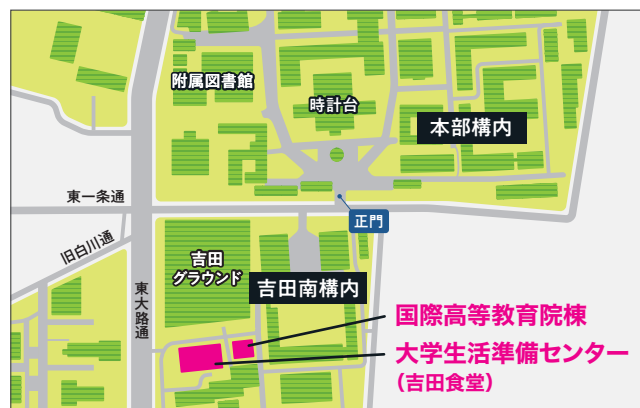 附属図書館
時計台
本部構内
東一条通
正門
旧白川通
吉田
グラウンド
吉田南構内
東大路通
国際高等教育院棟
大学生活準備センター
（吉田食堂）